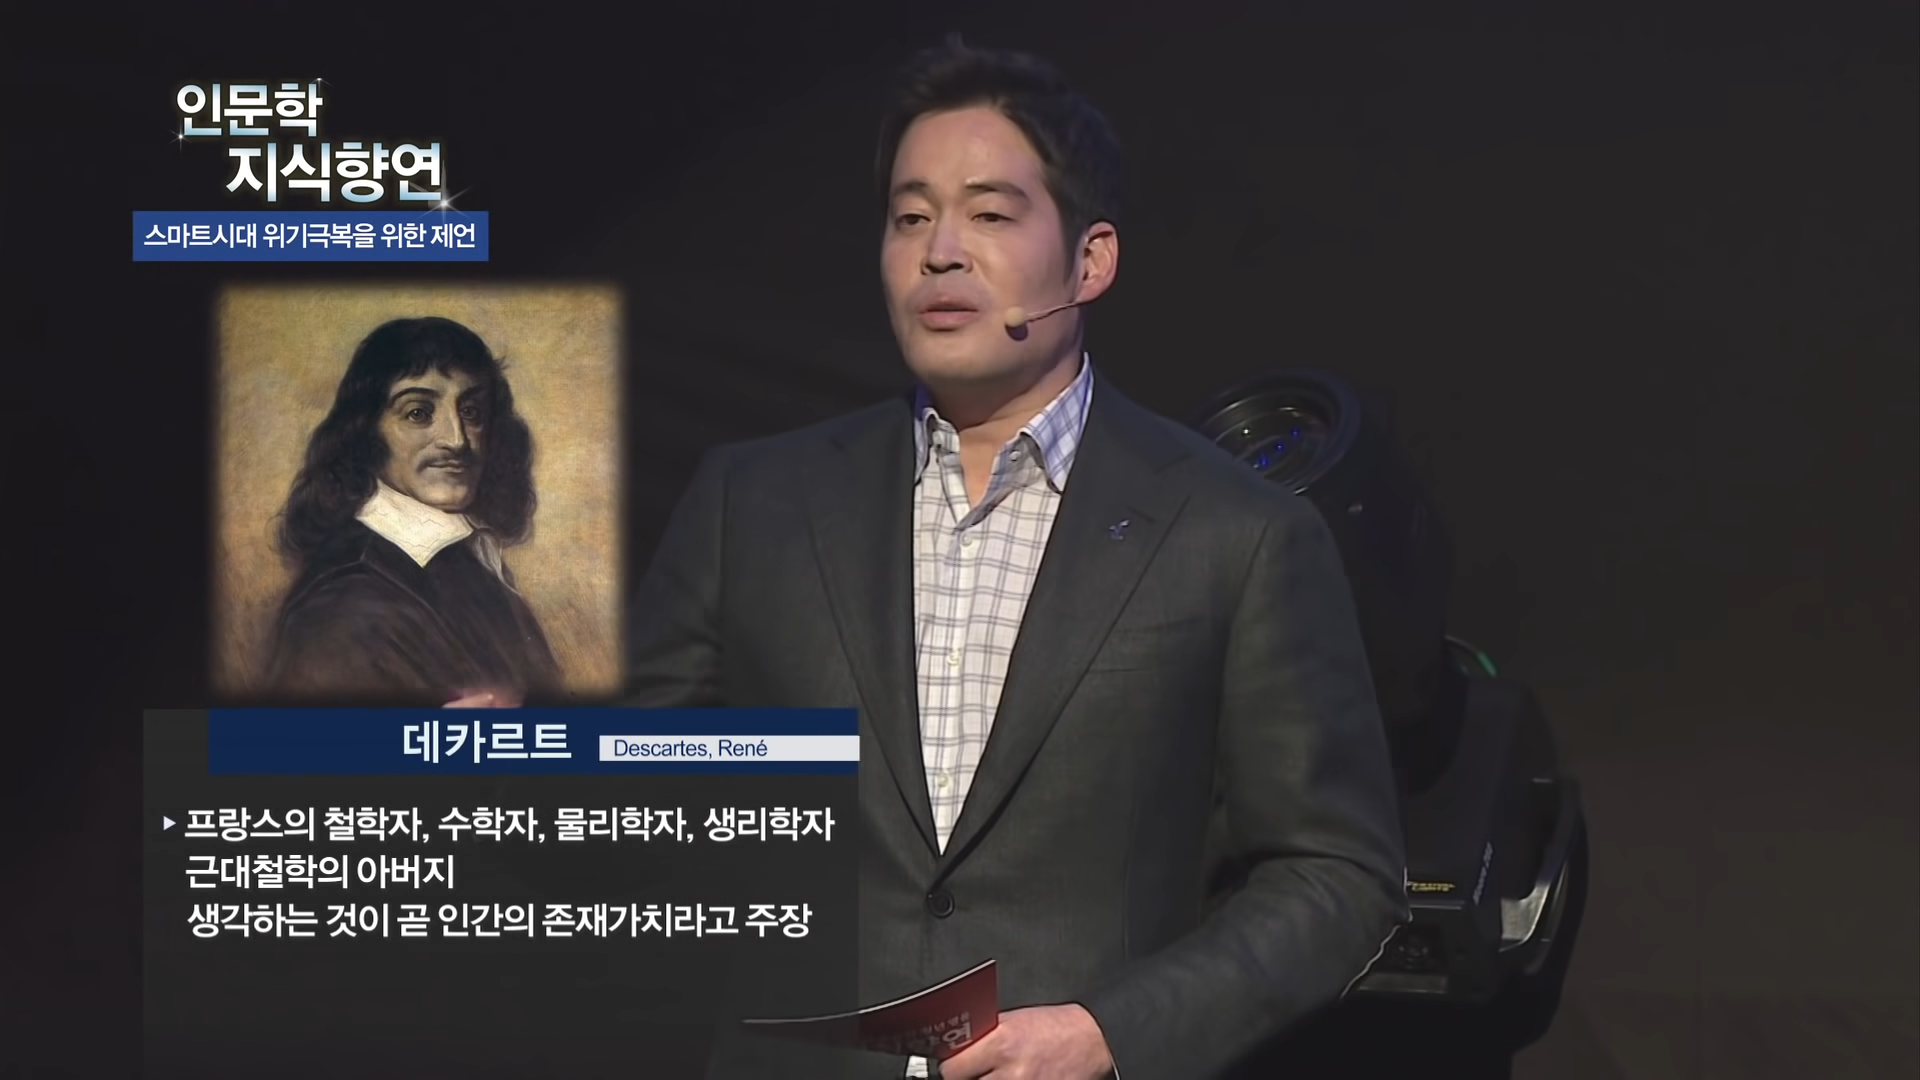 인문학
지식향연
스마트시대 위기극복을 위한 제언
데카르트
Descartes, René
▸ 프랑스의 철학자, 수학자, 물리학자, 생리학자
근대철학의 아버지
생각하는 것이 곧 인간의 존재가치라고 주장